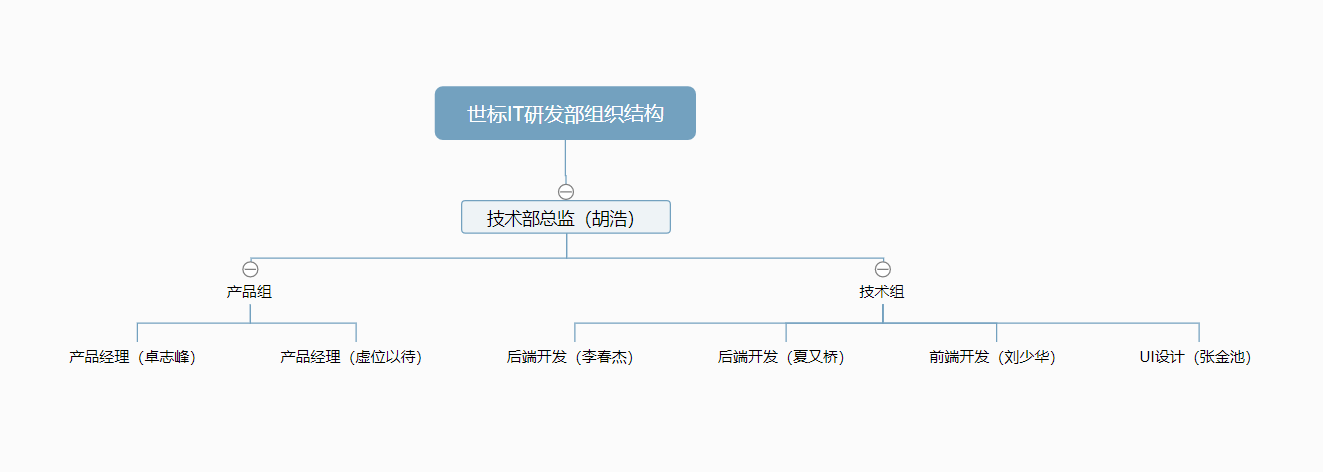 世标IT研发部组织结构
技术部总监（胡浩）
产品组
技术组
产品经理（卓志峰）
产品经理（虚位以待）
后端开发（李春杰）
后端开发（夏又桥）
前端开发（刘少华）
UI设计（张金池）